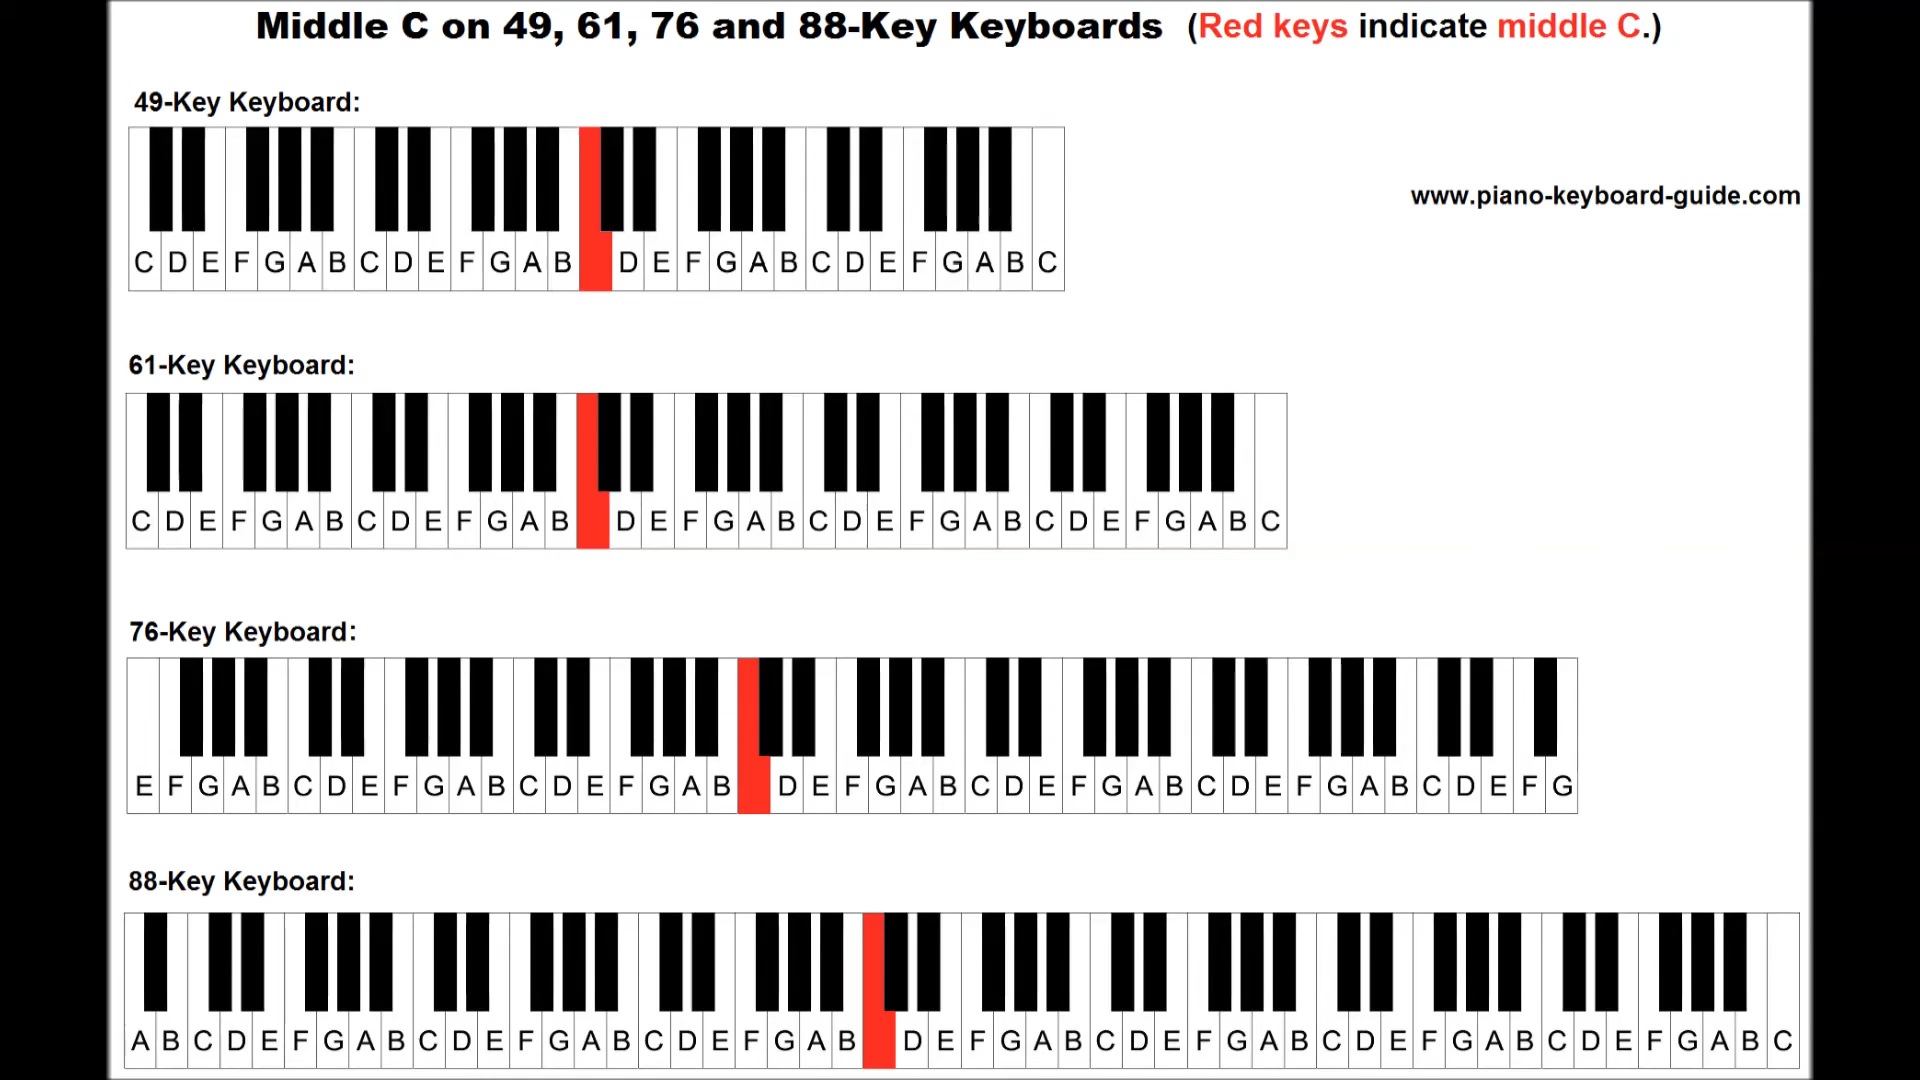 Middle C on 49, 61, 76 and 88-Key Keyboards (Red keys indicate middle C.)
49-Key Keyboard:
www.piano-keyboard-guide.com
C D E F G A B C D E F G A B D E F G A B C D E F G A B C
61-Key Keyboard:
C D E F G A B C D E F G A B D E F G A B C D E F G A B C D E F G A B C
76-Key Keyboard:
E F G A B C D E F G A B C D E F G A B D E F G A B C D E F G A B C D E F G A B C D E F G
88-Key Keyboard:
A B C D E F G A B C D E F G A B C D E F G A B D E F G A B C D E F G A B C D E F G A B C D E F G A B C